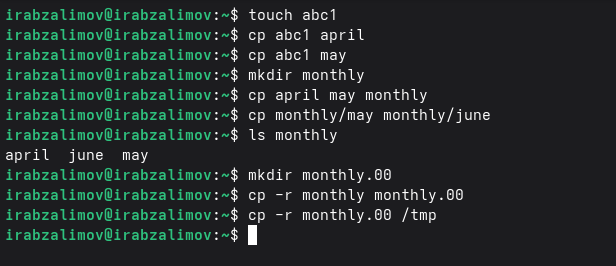 irabzalimov@irabzalimov:~$ touch abc1
irabzalimov@irabzalimov:~$ cp abc1 april
irabzalimov@irabzalimov:~$ cp abc1 may
irabzalimov@irabzalimov:~$ mkdir monthly
irabzalimov@irabzalimov:~$ cp april may monthly
irabzalimov@irabzalimov:~$ cp monthly/may monthly/june
irabzalimov@irabzalimov:~$ ls monthly
april  june  may
irabzalimov@irabzalimov:~$ mkdir monthly.00
irabzalimov@irabzalimov:~$ cp -r monthly monthly.00
irabzalimov@irabzalimov:~$ cp -r monthly.00 /tmp
irabzalimov@irabzalimov:~$